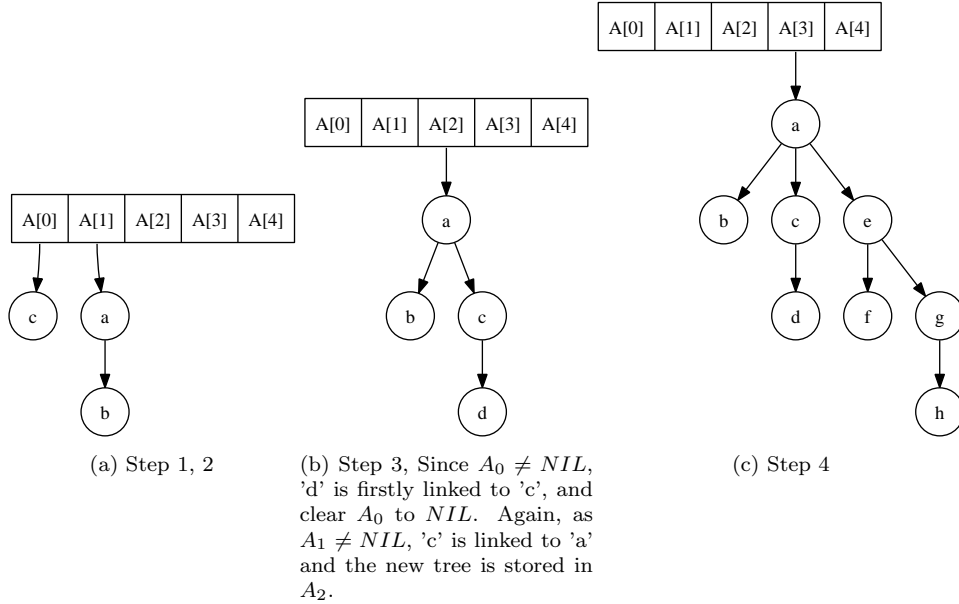 A[0] A[1] A[2] A[3] A[4]
c a
b
(a) Step 1, 2
A[0] A[1] A[2] A[3] A[4]
a
b c
d
(b) Step 3, Since A0 ≠ NIL,
'd' is firstly linked to 'c', and
clear A0 to NIL. Again, as
A1 ≠ NIL, 'c' is linked to 'a'
and the new tree is stored in
A2.
A[0] A[1] A[2] A[3] A[4]
a
b c e
d f g
h
(c) Step 4